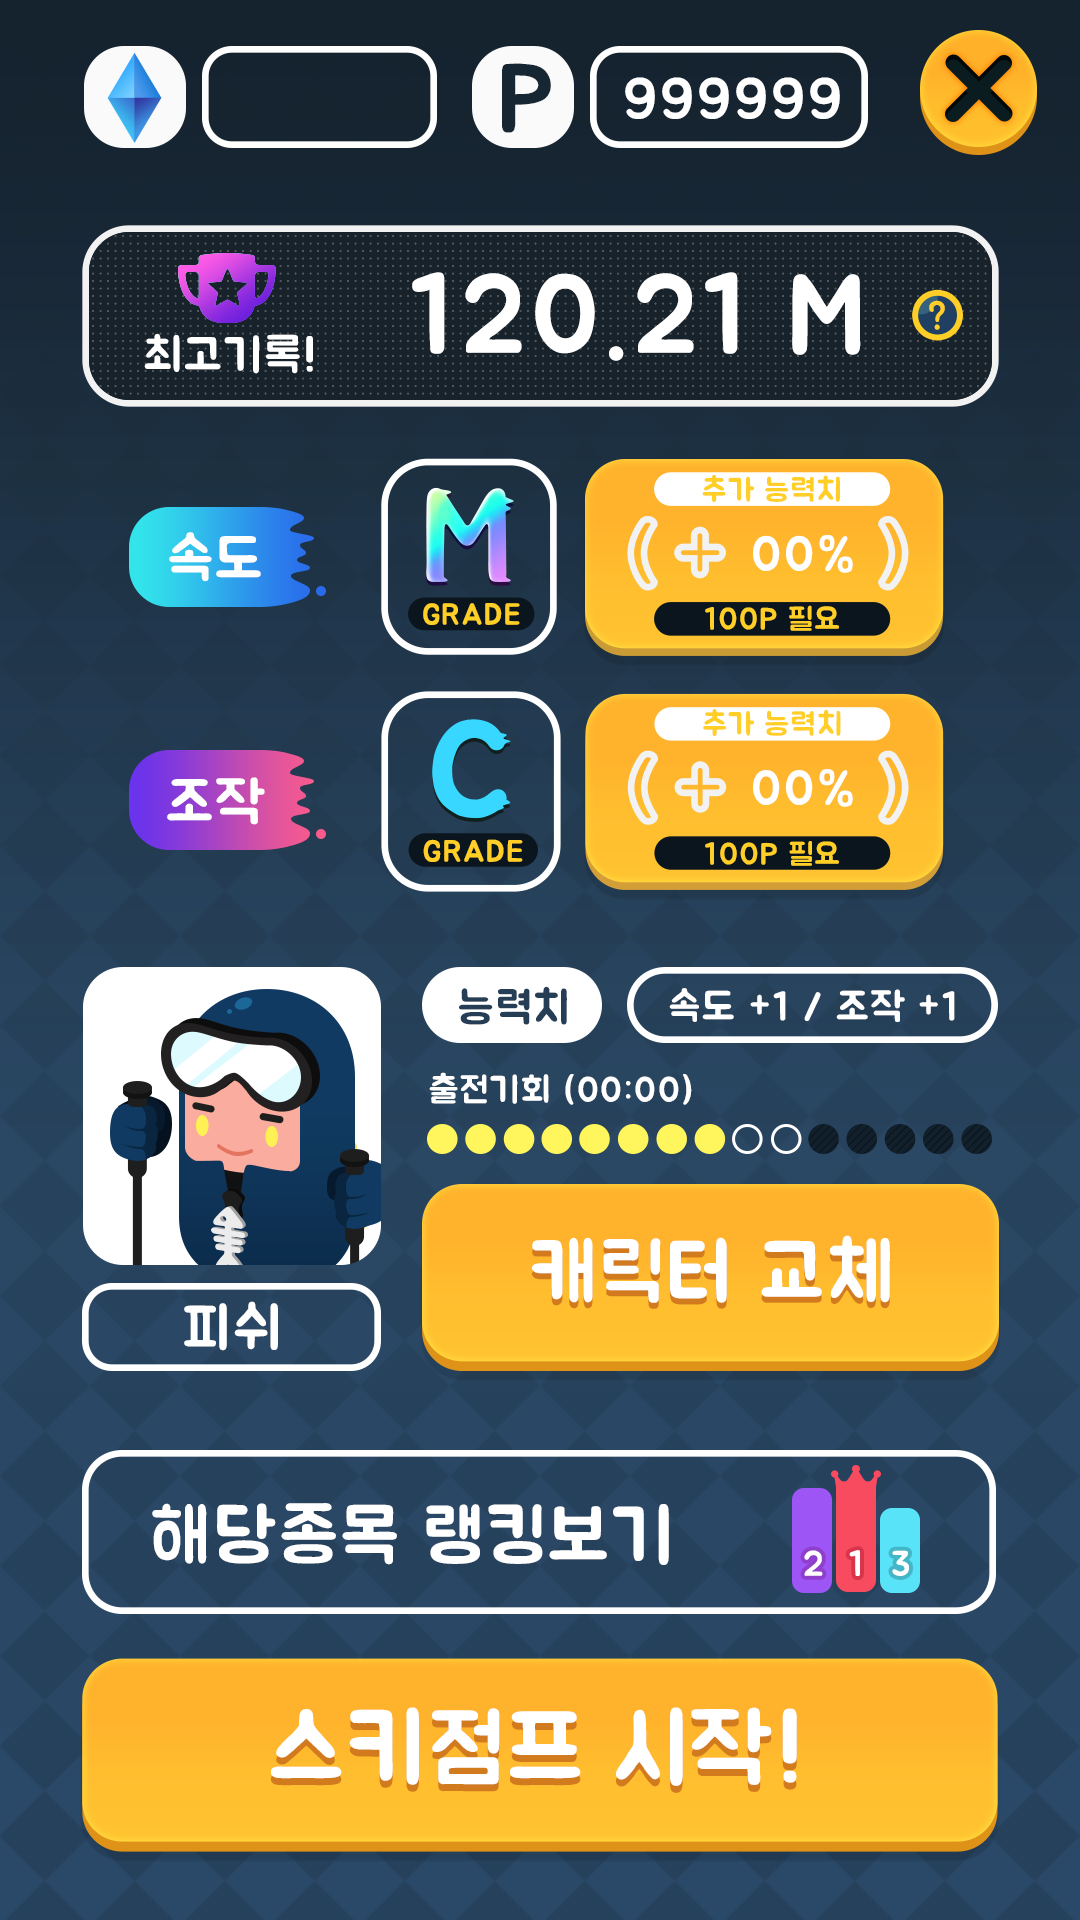 P 999999
120.21 M
?
최고기록!
속도
M
GRADE
추가 능력치
(+ 00%)
100P 필요
조작
C
GRADE
추가 능력치
(+ 00%)
100P 필요
능력치
속도 +1 / 조작 +1
출전기회 (00:00)
캐릭터 교체
피쉬
해당종목 랭킹보기
2 1 3
스키점프 시작!